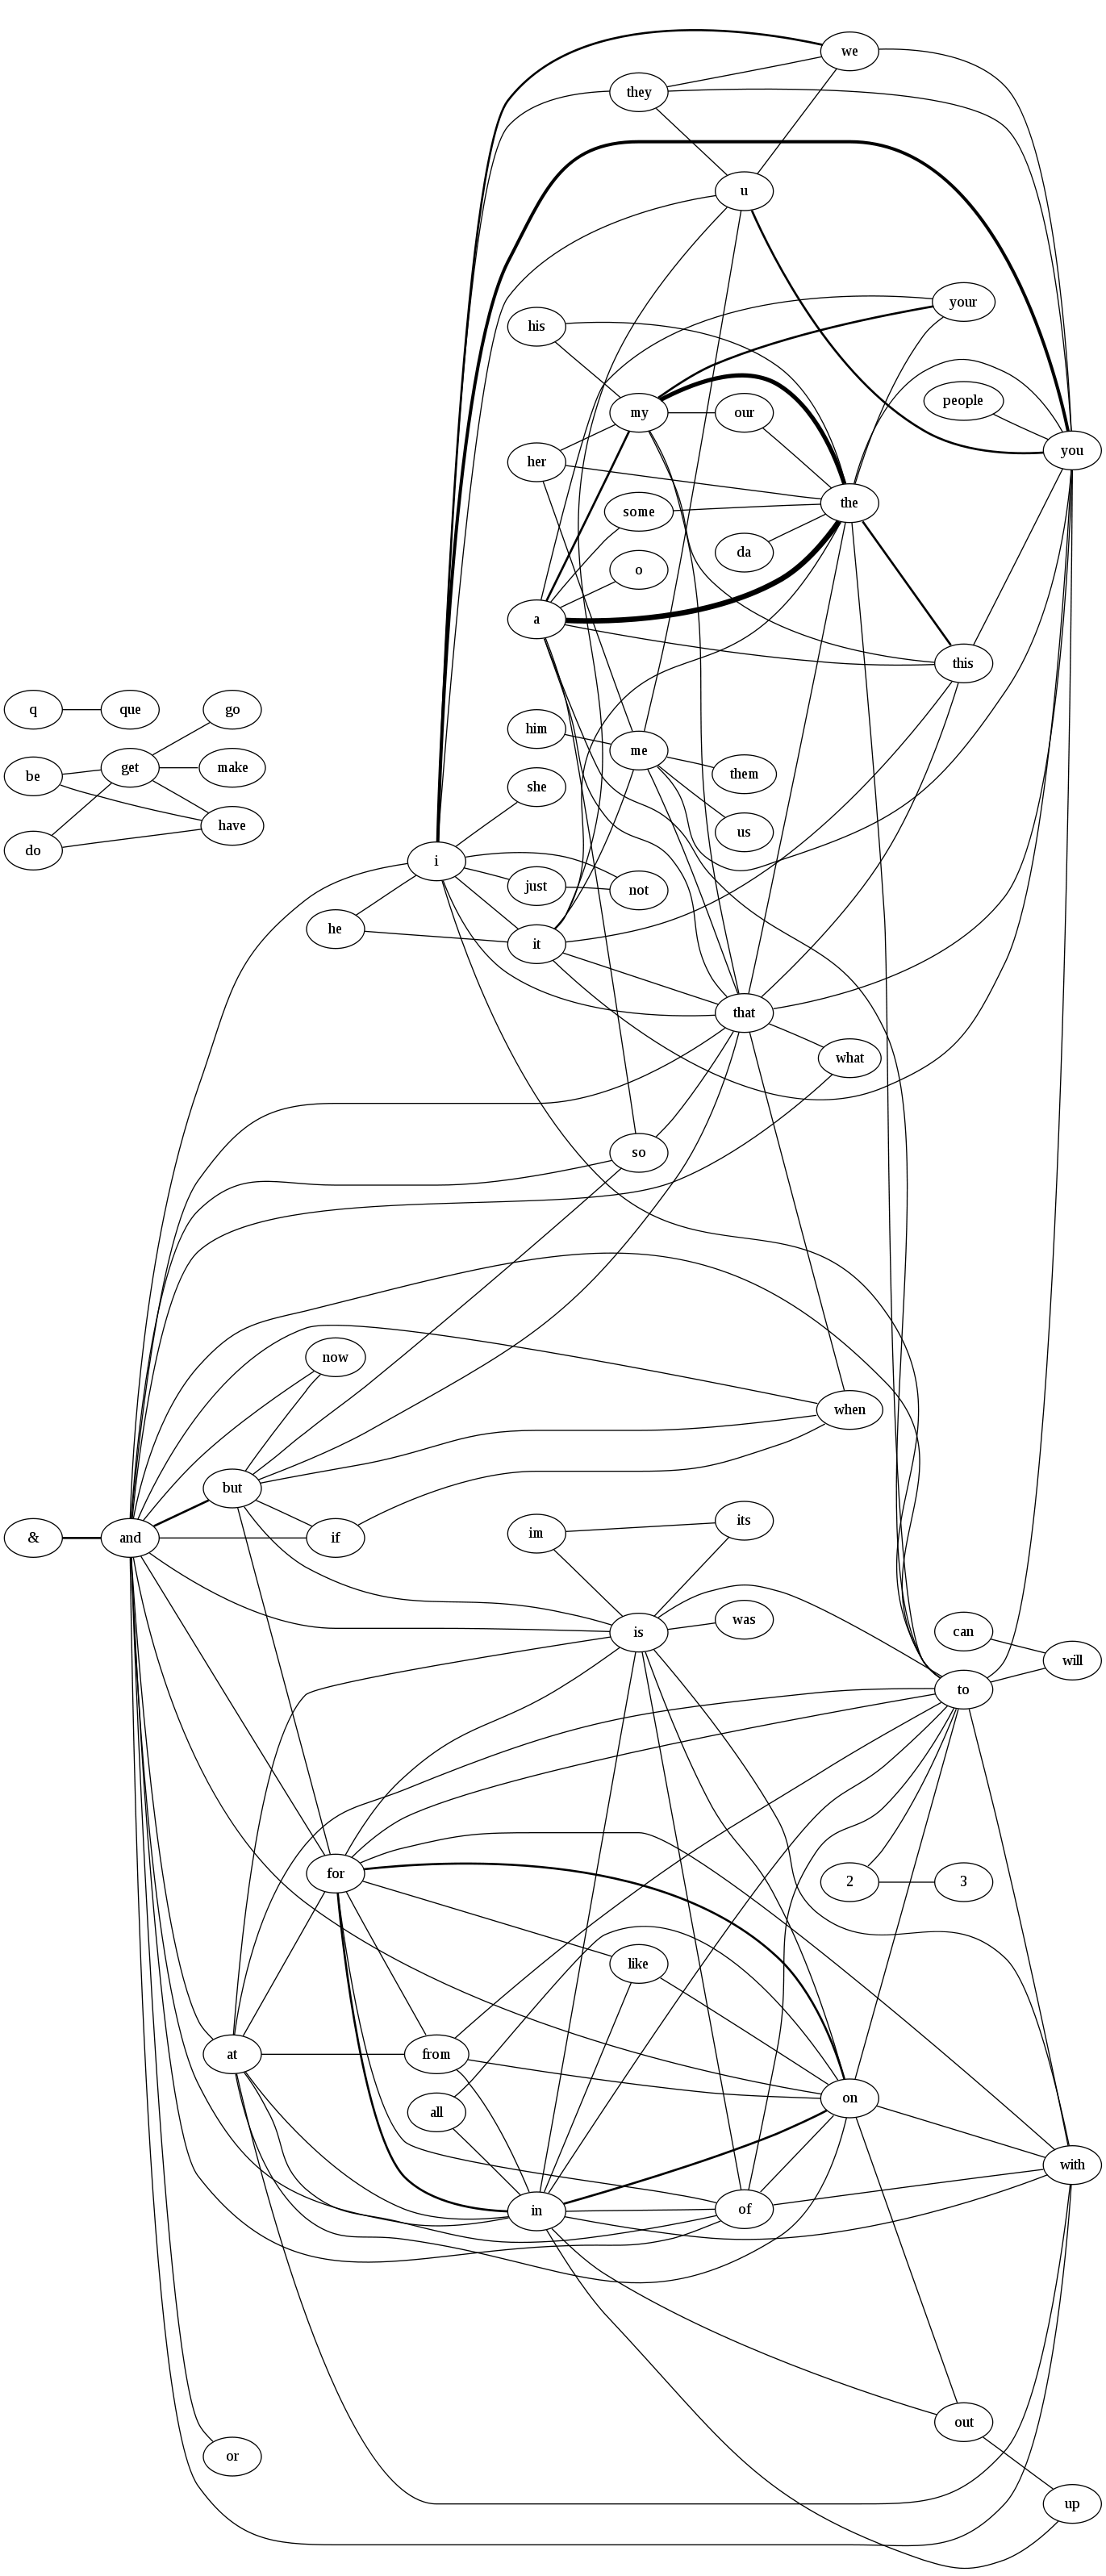 we
they
u
your
his
people
my
our
you
her
the
some
da
o
a
this
q
que
go
him
me
be
get
make
them
she
have
us
do
i
just
not
he
it
that
what
so
now
when
but
&
and
if
im
its
is
was
can
will
to
for
2
3
like
at
from
on
all
with
in
of
out
or
up